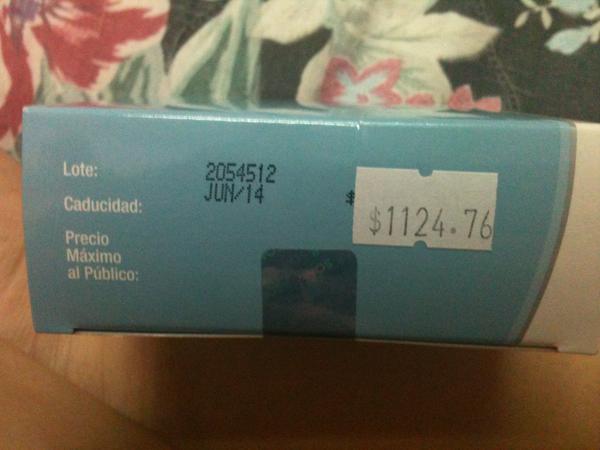 Lote: 2054512
Caducidad: JUN/14
Precio
Máximo
al Público:
$1124.76